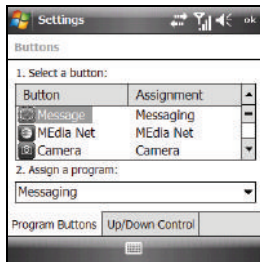 Settings
ok
Buttons
1. Select a button:
Button Assignment
Message Messaging
MEdia Net MEdia Net
Camera Camera
2. Assign a program:
Messaging
Program Buttons Up/Down Control